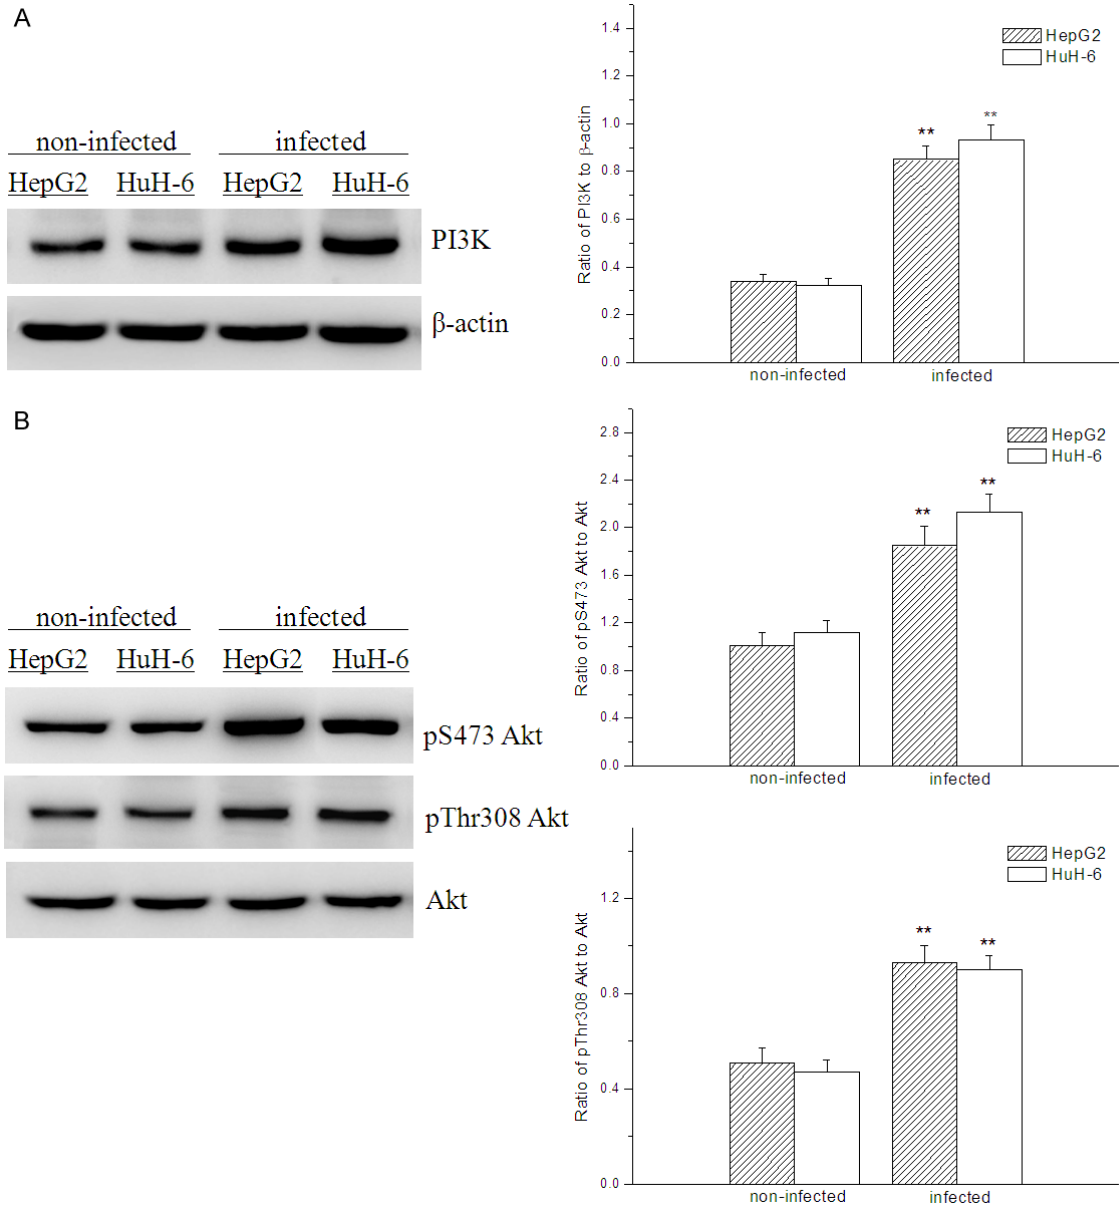 A
non-infected infected
HepG2 HuH-6 HepG2 HuH-6
PI3K
β-actin
Ratio of PI3K to β-actin
1.4
1.2
1.0
0.8
0.6
0.4
0.2
0.0
HepG2
HuH-6
** **
non-infected infected
B
non-infected infected
HepG2 HuH-6 HepG2 HuH-6
pS473 Akt
pThr308 Akt
Akt
Ratio of pS473 Akt to Akt
2.8
2.4
2.0
1.6
1.2
0.8
0.4
0.0
HepG2
HuH-6
** **
non-infected infected
Ratio of pThr308 Akt to Akt
1.2
0.8
0.4
0.0
HepG2
HuH-6
** **
non-infected infected